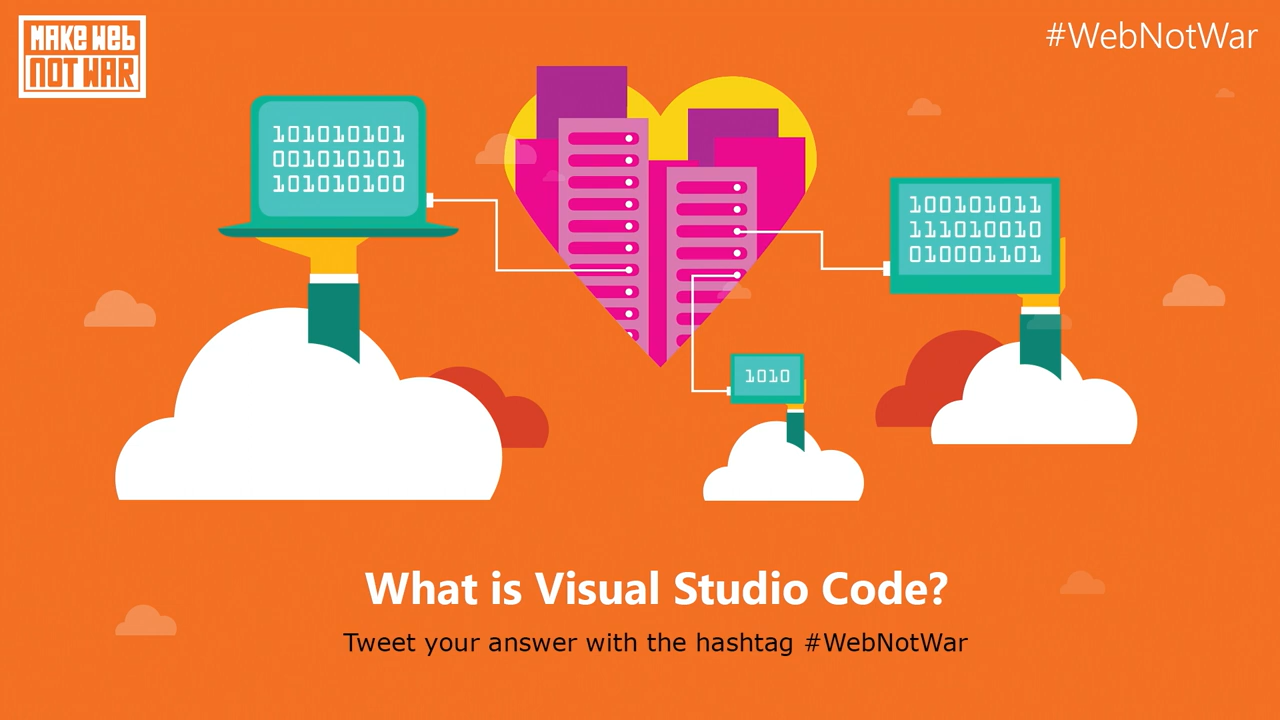 MAKE WEB
NOT WAR
#WebNotWar
101010101
001010101
101010100
100101011
111010010
010001101
1010
What is Visual Studio Code?
Tweet your answer with the hashtag #WebNotWar